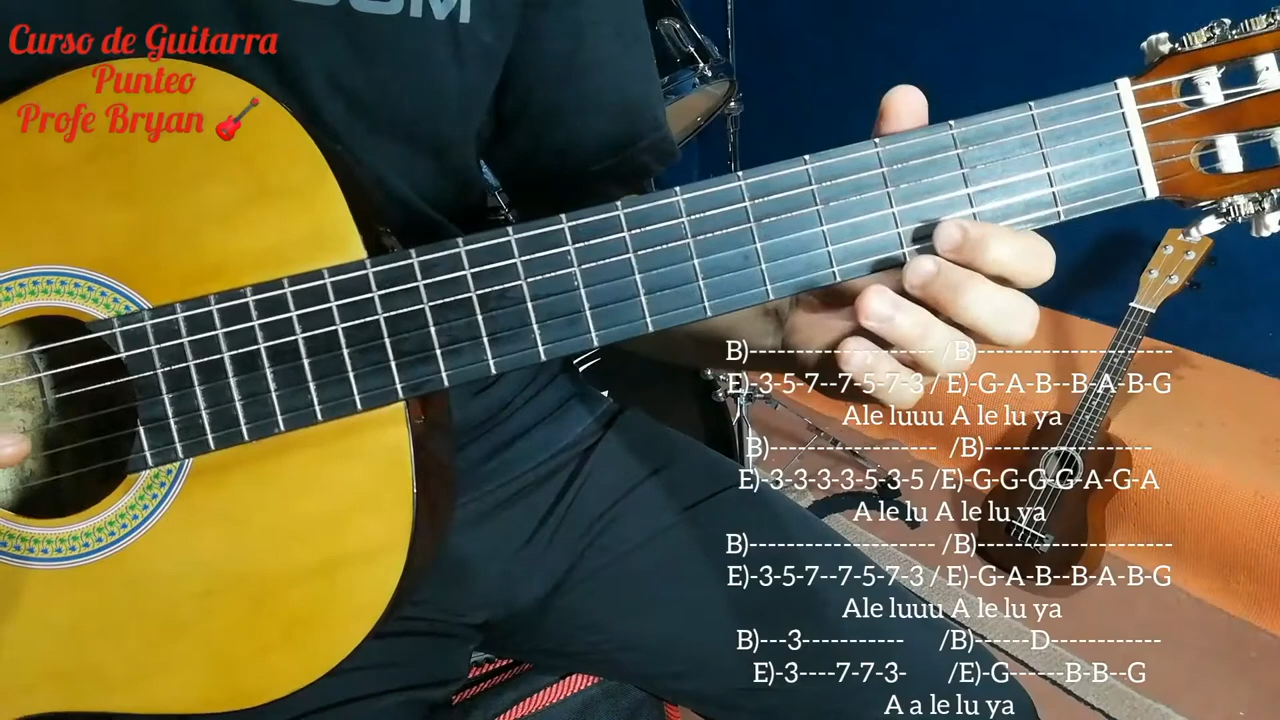 Curso de Guitarra
Punteo
Profe Bryan
B)-------------------- /B)---------------------
E)-3-5-7--7-5-7-3 / E)-G-A-B--B-A-B-G
Ale luuu A le lu ya
B)-------------------- /B)-------------------
E)-3-3-3-3-5-3-5 /E)-G-G-G-G-A-G-A
A le lu A le lu ya
B)-------------------- /B)---------------------
E)-3-5-7--7-5-7-3 / E)-G-A-B--B-A-B-G
Ale luuu A le lu ya
B)---3----------- /B)------D------------
E)-3----7-7-3- /E)-G------B-B--G
A a le lu ya